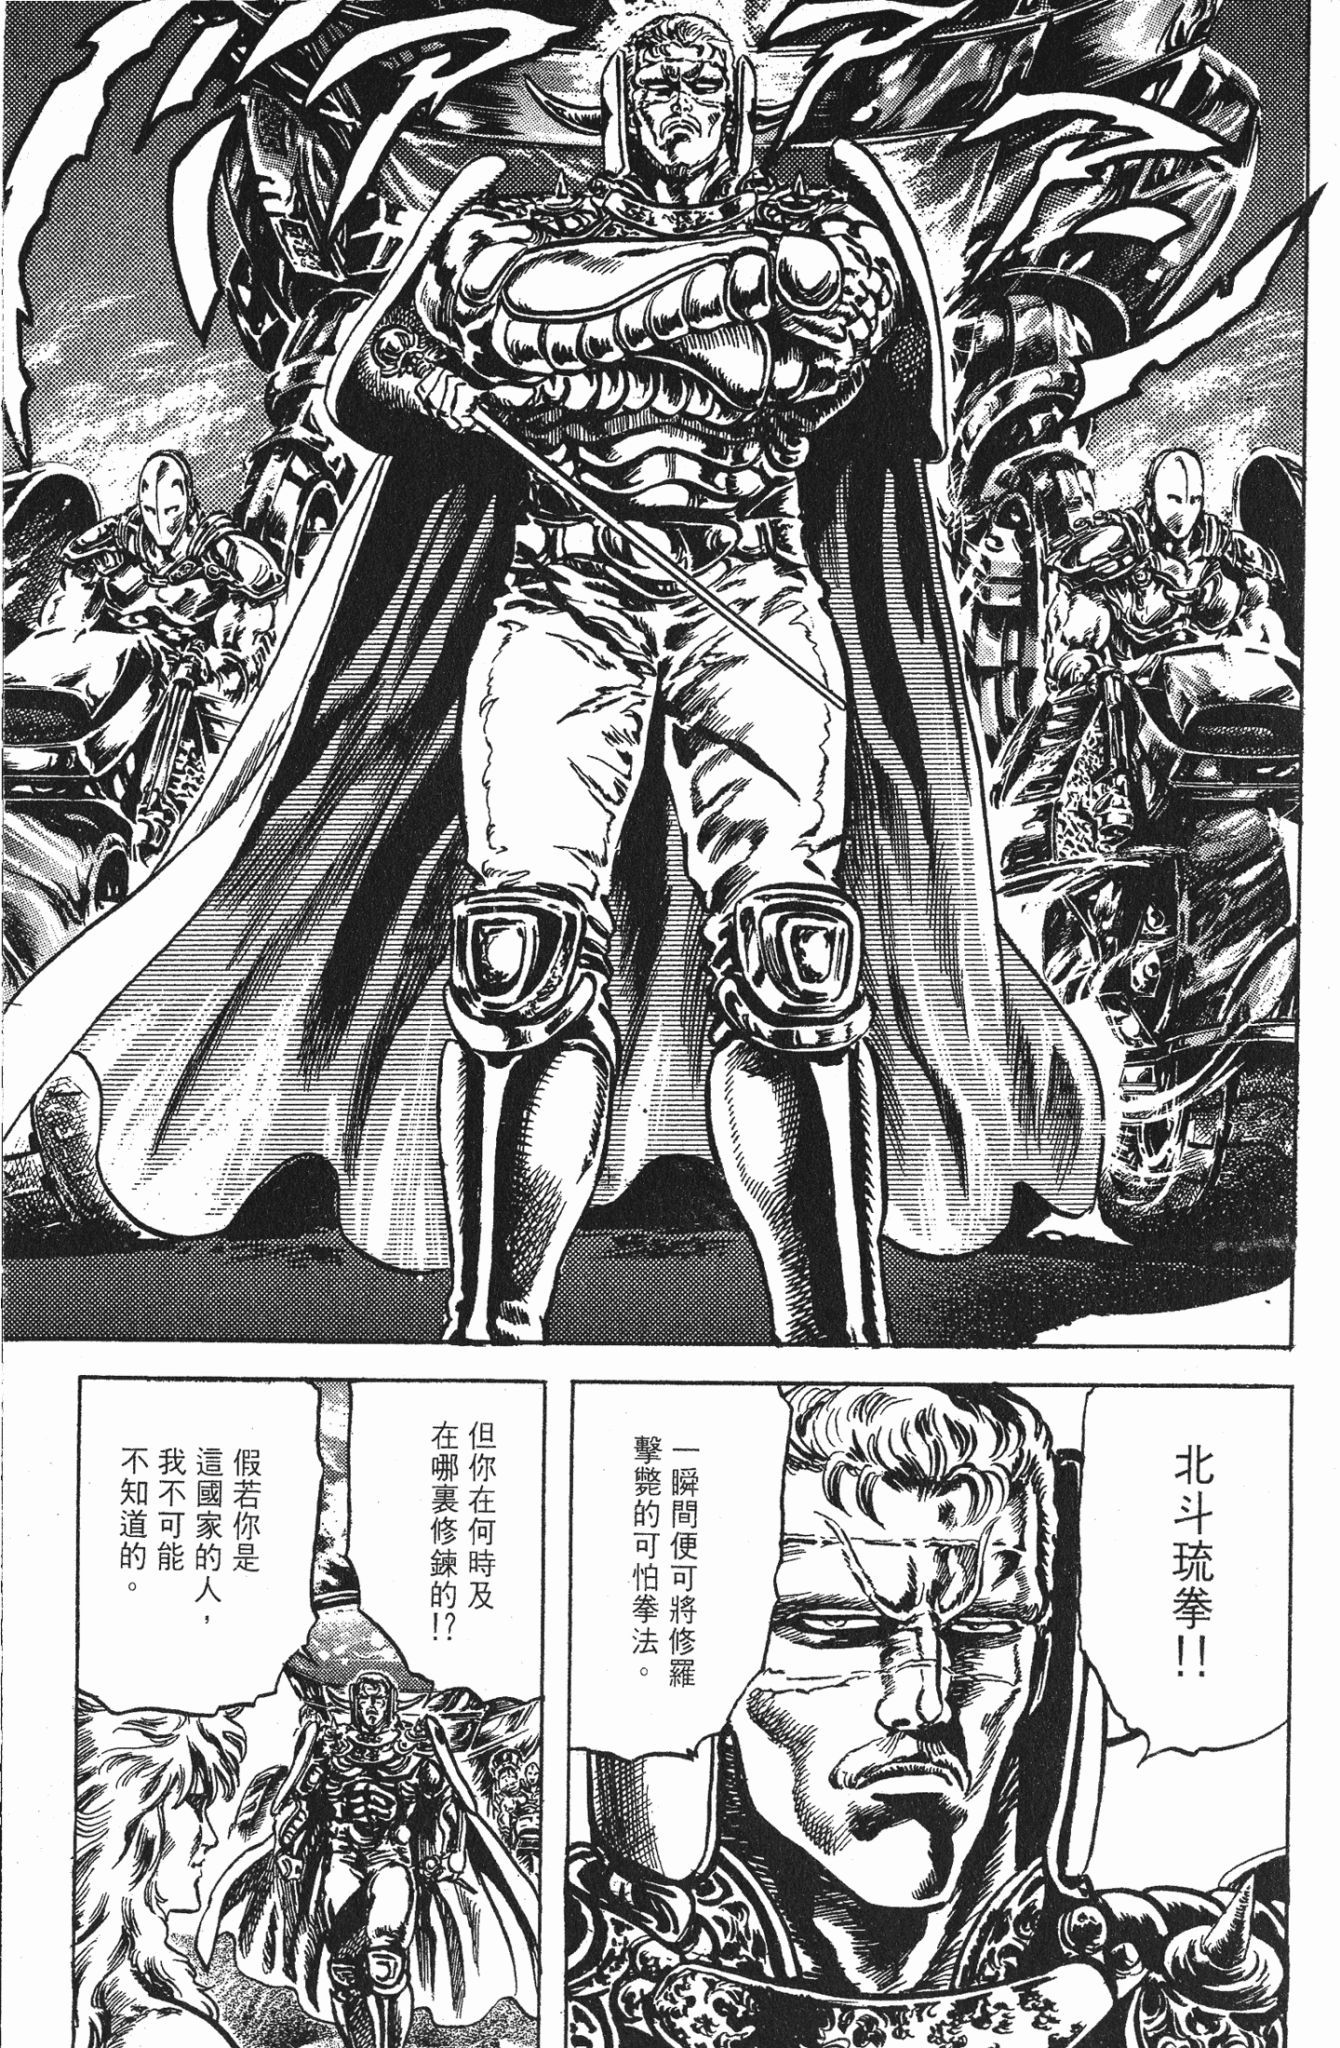 北斗琉拳!!
一瞬間便可將修羅
擊斃的可怕拳法。
但你在何時及
在哪裏修鍊的!?
假若你是
這國家的人，
我不可能
不知道的。